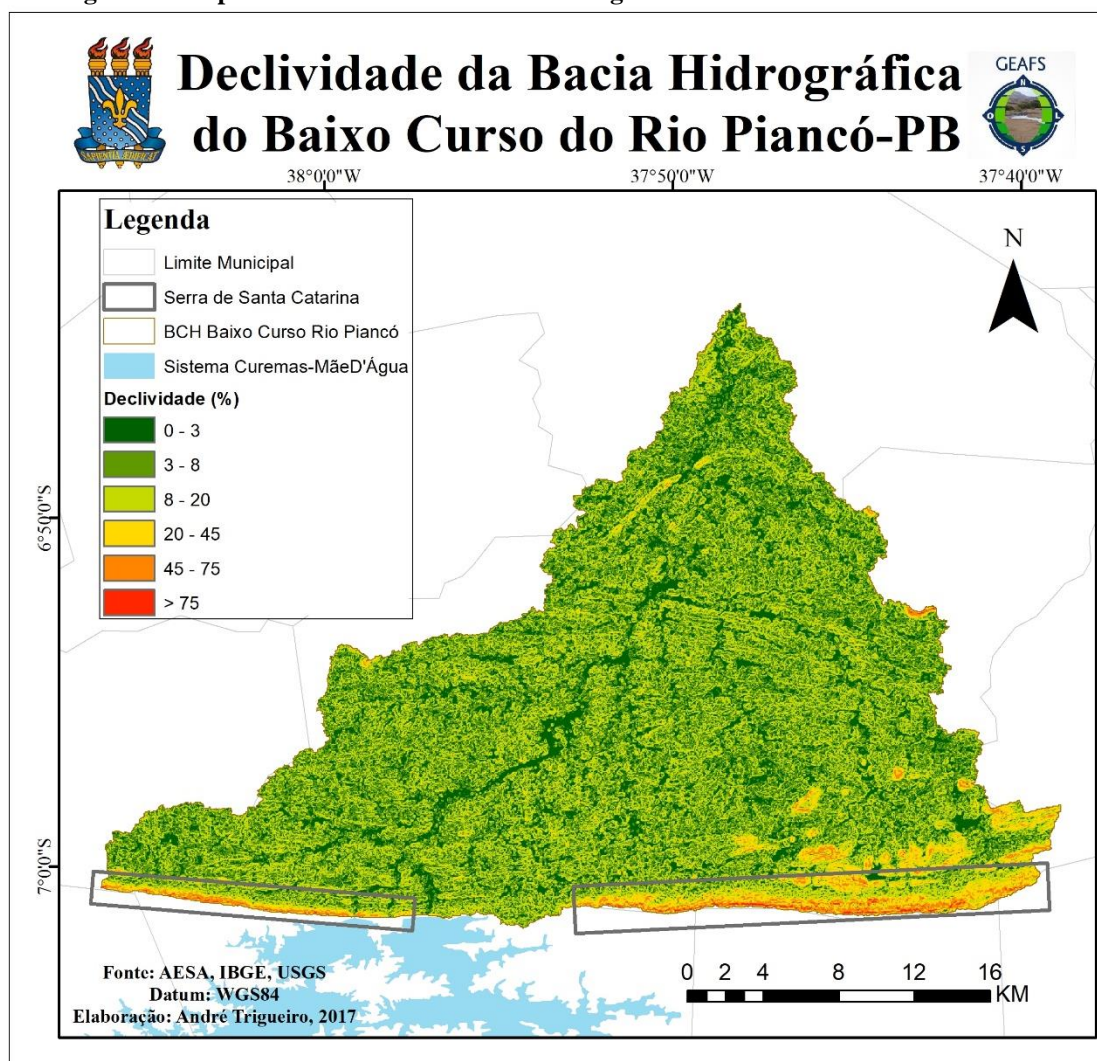 Declividade da Bacia Hidrográfica
do Baixo Curso do Rio Piancó-PB
SAPIENTIA ÆDIFICAT
GEAFS
N
O
L
S
38°0'0"W
37°50'0"W
37°40'0"W
Legenda
Limite Municipal
Serra de Santa Catarina
BCH Baixo Curso Rio Piancó
Sistema Curemas-MãeD'Água
Declividade (%)
0 - 3
3 - 8
8 - 20
20 - 45
45 - 75
> 75
N
6°50'0"S
7°0'0"S
Fonte: AESA, IBGE, USGS
Datum: WGS84
Elaboração: André Trigueiro, 2017
0 2 4 8 12 16
KM